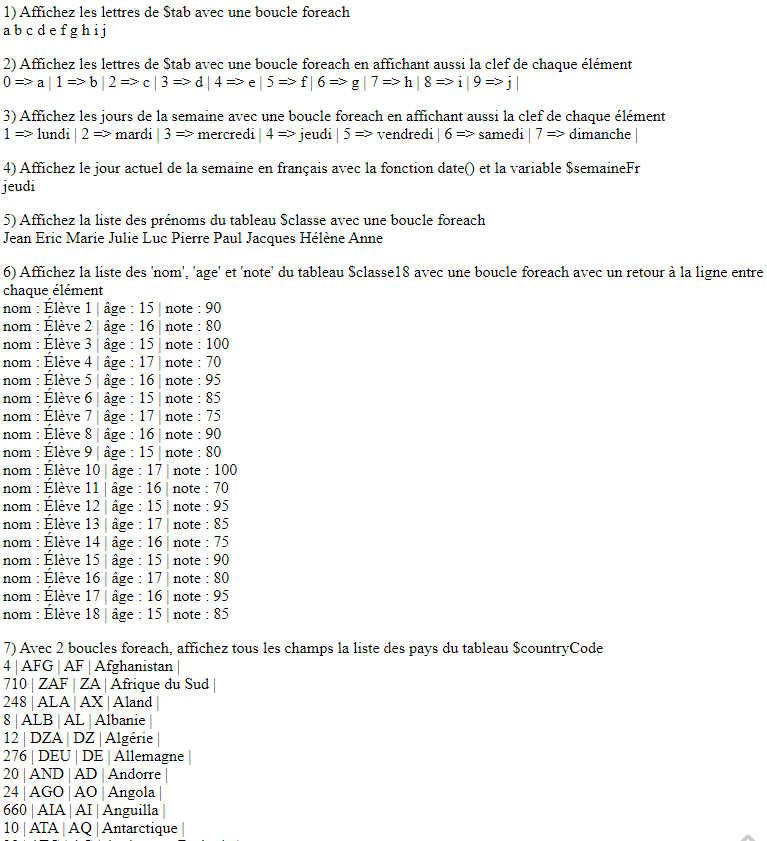 1) Affichez les lettres de $tab avec une boucle foreach
a b c d e f g h i j
2) Affichez les lettres de $tab avec une boucle foreach en affichant aussi la clef de chaque élément
0 => a | 1 => b | 2 => c | 3 => d | 4 => e | 5 => f | 6 => g | 7 => h | 8 => i | 9 => j |
3) Affichez les jours de la semaine avec une boucle foreach en affichant aussi la clef de chaque élément
1 => lundi | 2 => mardi | 3 => mercredi | 4 => jeudi | 5 => vendredi | 6 => samedi | 7 => dimanche |
4) Affichez le jour actuel de la semaine en français avec la fonction date() et la variable $semaineFr
jeudi
5) Affichez la liste des prénoms du tableau $classe avec une boucle foreach
Jean Eric Marie Julie Luc Pierre Paul Jacques Hélène Anne
6) Affichez la liste des 'nom', 'age' et 'note' du tableau $classe18 avec une boucle foreach avec un retour à la ligne entre
chaque élément
nom : Élève 1 | âge : 15 | note : 90
nom : Élève 2 | âge : 16 | note : 80
nom : Élève 3 | âge : 15 | note : 100
nom : Élève 4 | âge : 17 | note : 70
nom : Élève 5 | âge : 16 | note : 95
nom : Élève 6 | âge : 15 | note : 85
nom : Élève 7 | âge : 17 | note : 75
nom : Élève 8 | âge : 16 | note : 90
nom : Élève 9 | âge : 15 | note : 80
nom : Élève 10 | âge : 17 | note : 100
nom : Élève 11 | âge : 16 | note : 70
nom : Élève 12 | âge : 15 | note : 95
nom : Élève 13 | âge : 17 | note : 85
nom : Élève 14 | âge : 16 | note : 75
nom : Élève 15 | âge : 15 | note : 90
nom : Élève 16 | âge : 17 | note : 80
nom : Élève 17 | âge : 16 | note : 95
nom : Élève 18 | âge : 15 | note : 85
7) Avec 2 boucles foreach, affichez tous les champs la liste des pays du tableau $countryCode
4 | AFG | AF | Afghanistan |
710 | ZAF | ZA | Afrique du Sud |
248 | ALA | AX | Aland |
8 | ALB | AL | Albanie |
12 | DZA | DZ | Algérie |
276 | DEU | DE | Allemagne |
20 | AND | AD | Andorre |
24 | AGO | AO | Angola |
660 | AIA | AI | Anguilla |
10 | ATA | AQ | Antarctique |